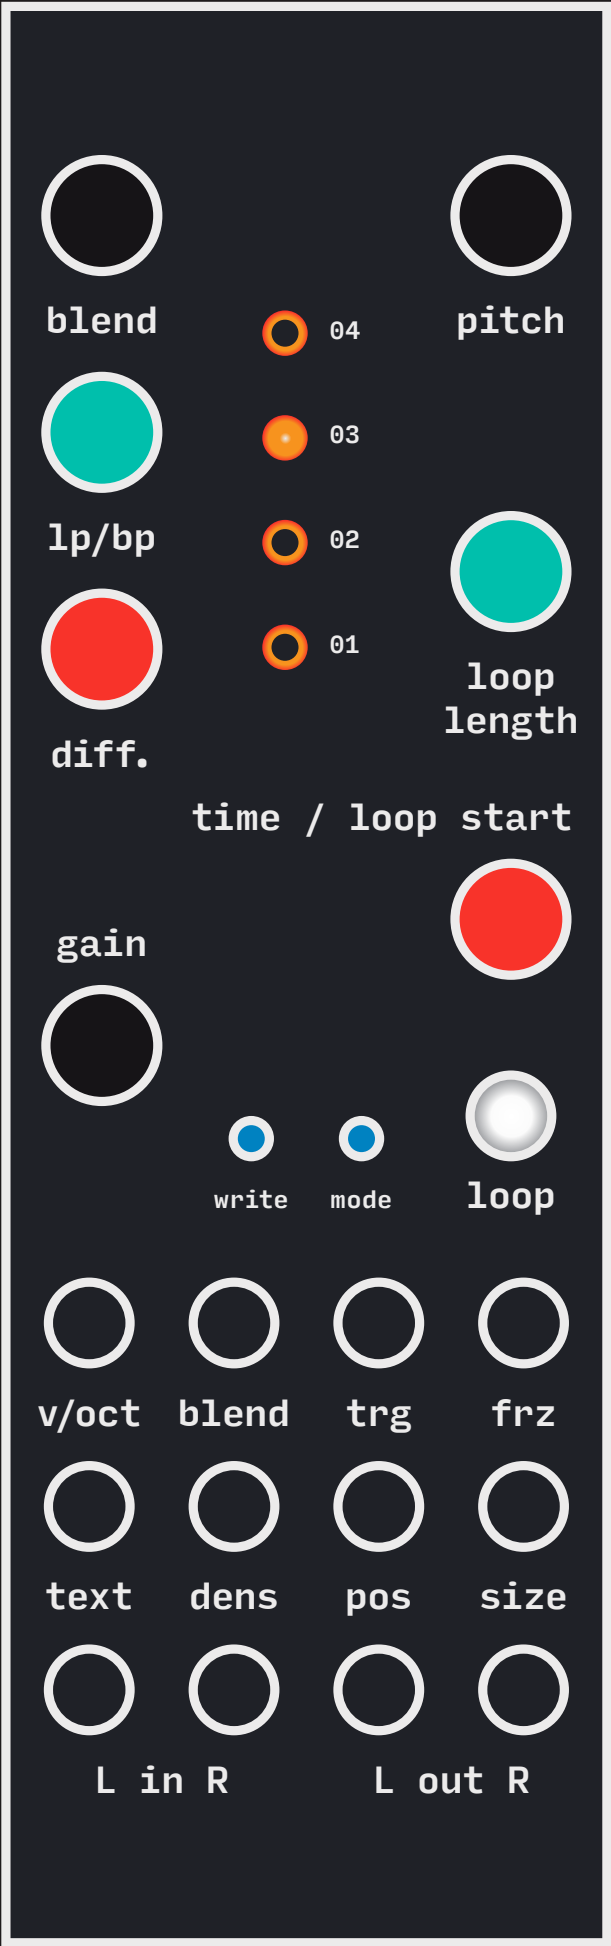 blend
pitch
04
03
lp/bp
02
01
loop
length
diff.
time / loop start
gain
write
mode
loop
v/oct blend trg frz
text dens pos size
L in R L out R